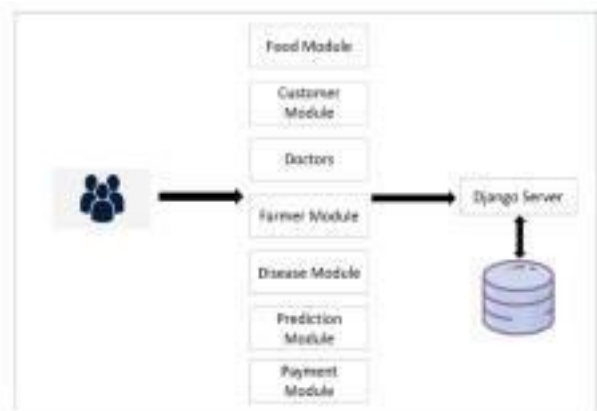 Food Module
Customer
Module
Doctors
Farmer Module
Django Server
Disease Module
Prediction
Module
Payment
Module